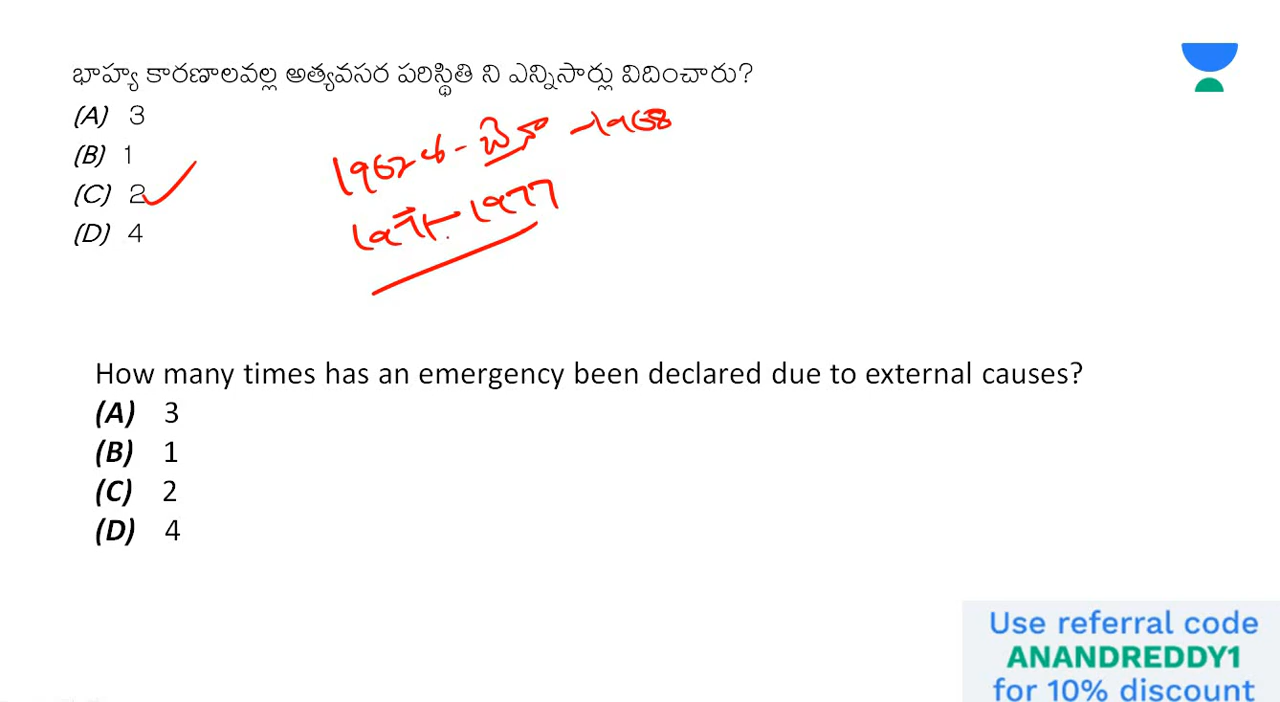 భాహ్య కారణాలవల్ల అత్యవసర పరిస్థితి ని ఎన్నిసార్లు విదించారు?
(A) 3
(B) 1
(C) 2
(D) 4
1962 - చైనా - 1968
1971 - 1977
How many times has an emergency been declared due to external causes?
(A) 3
(B) 1
(C) 2
(D) 4
Use referral code
ANANDREDDY1
for 10% discount